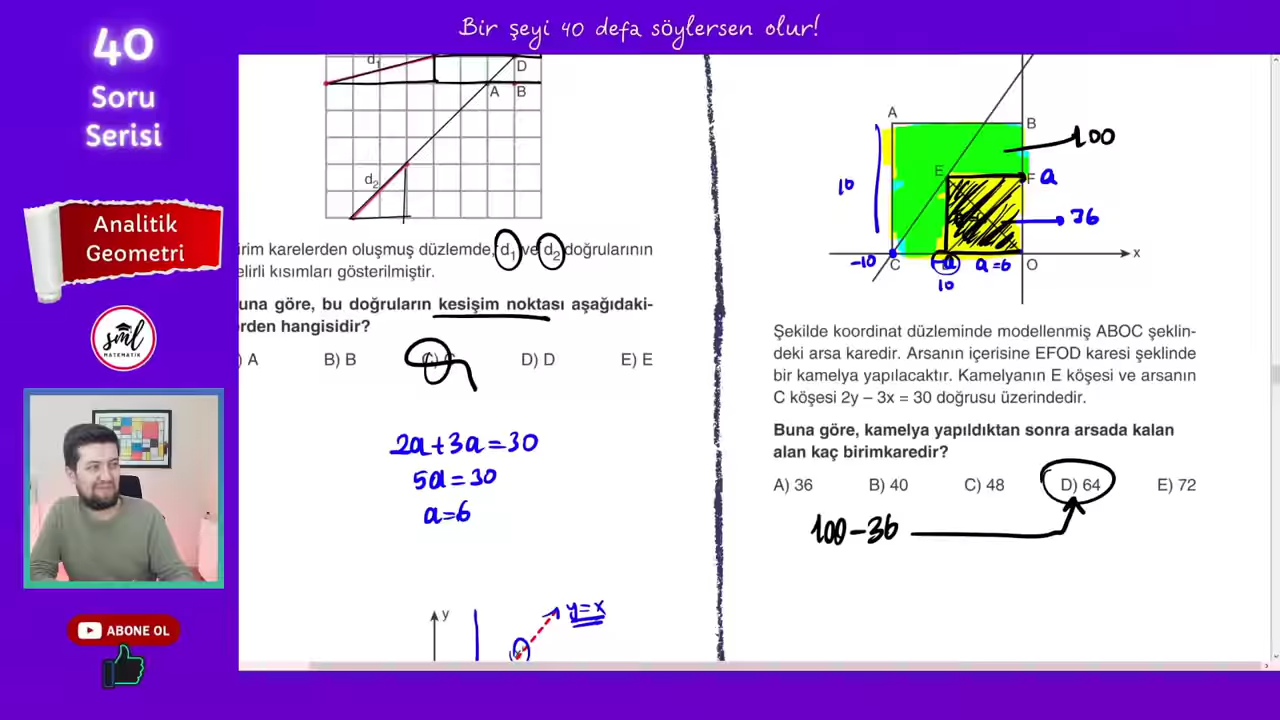 Bir şeyi 40 defa söylersen olur!
40
Soru
Serisi
Analitik
Geometri
sml
MATEMATİK
ABONE OL
d1
D
A
B
d2
irim karelerden oluşmuş düzlemde, d1 ve d2 doğrularının
elirli kısımları gösterilmiştir.
una göre, bu doğruların kesişim noktası aşağıdaki-
erden hangisidir?
) A B) B D) D E) E
2a+3a=30
5a=30
a=6
y
y=x
A
B
100
10
E
F a
36
x
-10
C
-a
a=6
O
10
Şekilde koordinat düzleminde modellenmiş ABOC şeklin-
deki arsa karedir. Arsanın içerisine EFOD karesi şeklinde
bir kamelya yapılacaktır. Kamelyanın E köşesi ve arsanın
C köşesi 2y – 3x = 30 doğrusu üzerindedir.
Buna göre, kamelya yapıldıktan sonra arsada kalan
alan kaç birimkaredir?
A) 36 B) 40 C) 48 D) 64 E) 72
100-36